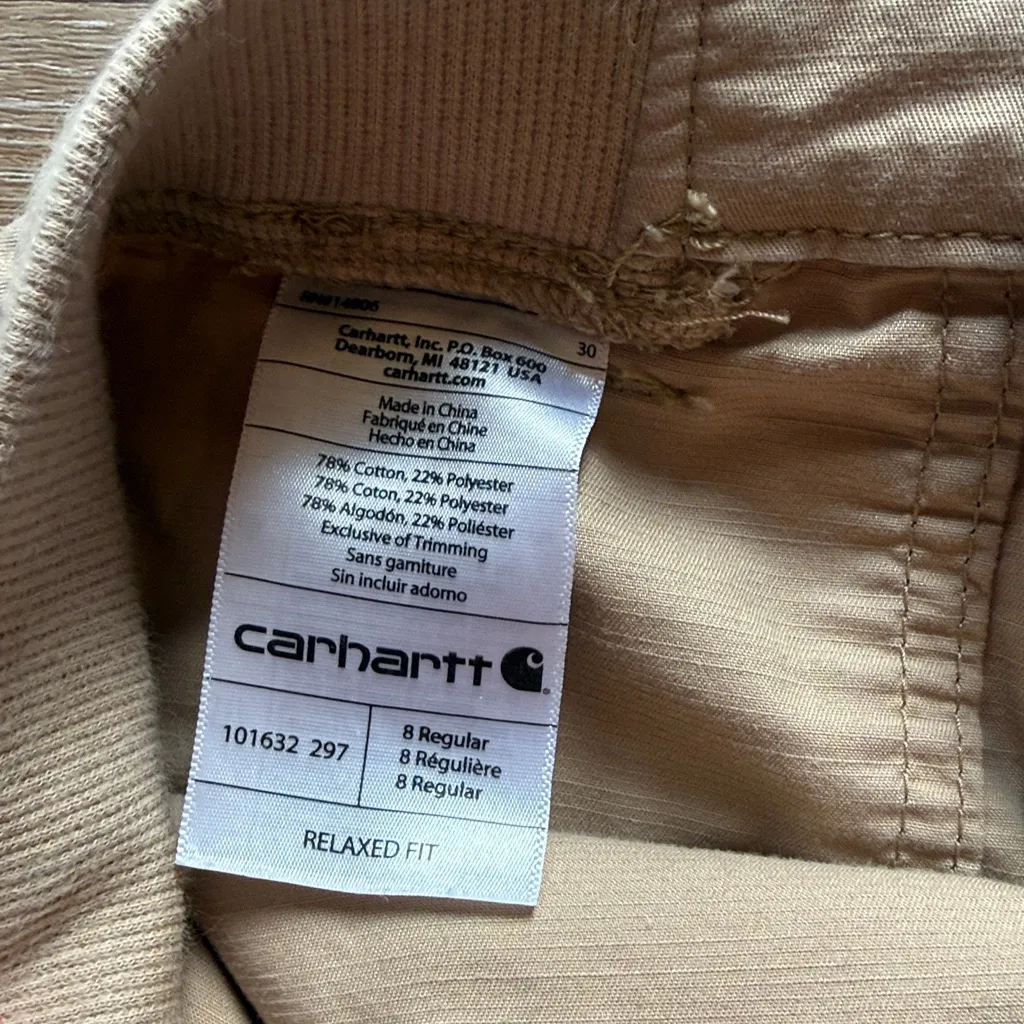 RN#14806
30
Carhartt, Inc. P.O. Box 600
Dearborn, MI 48121 USA
carhartt.com
Made in China
Fabriqué en Chine
Hecho en China
78% Cotton, 22% Polyester
78% Coton, 22% Polyester
78% Algodón, 22% Poliéster
Exclusive of Trimming
Sans garniture
Sin incluir adorno
carhartt
101632 297
8 Regular
8 Régulière
8 Regular
RELAXED FIT